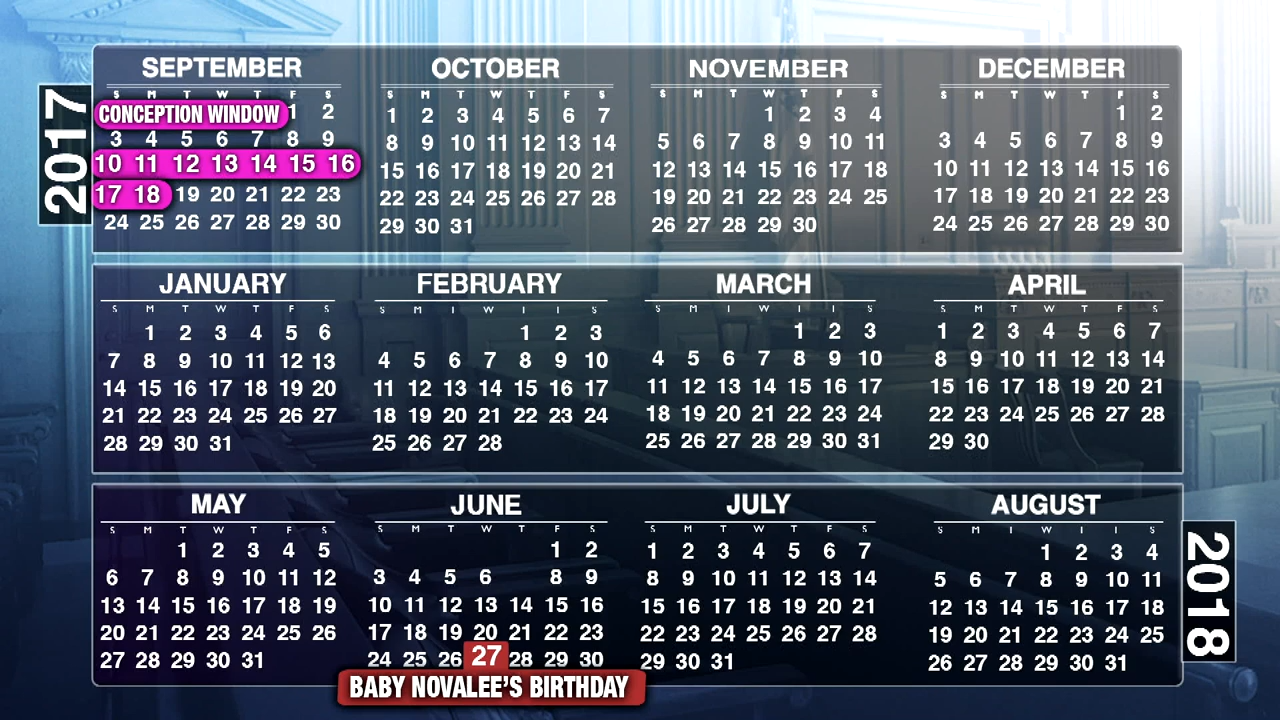 2017
SEPTEMBER OCTOBER NOVEMBER DECEMBER
S M T W T F S S M T W T F S S M T W T F S S M T W T F S
CONCEPTION WINDOW 1 2 1 2 3 4 5 6 7 1 2 3 4 1 2
3 4 5 6 7 8 9 8 9 10 11 12 13 14 5 6 7 8 9 10 11 3 4 5 6 7 8 9
10 11 12 13 14 15 16 15 16 17 18 19 20 21 12 13 14 15 16 17 18 10 11 12 13 14 15 16
17 18 19 20 21 22 23 22 23 24 25 26 27 28 19 20 21 22 23 24 25 17 18 19 20 21 22 23
24 25 26 27 28 29 30 29 30 31 26 27 28 29 30 24 25 26 27 28 29 30
JANUARY FEBRUARY MARCH APRIL
S M T W T F S S M T W T F S S M T W T F S S M T W T F S
1 2 3 4 5 6 1 2 3 1 2 3 1 2 3 4 5 6 7
7 8 9 10 11 12 13 4 5 6 7 8 9 10 4 5 6 7 8 9 10 8 9 10 11 12 13 14
14 15 16 17 18 19 20 11 12 13 14 15 16 17 11 12 13 14 15 16 17 15 16 17 18 19 20 21
21 22 23 24 25 26 27 18 19 20 21 22 23 24 18 19 20 21 22 23 24 22 23 24 25 26 27 28
28 29 30 31 25 26 27 28 25 26 27 28 29 30 31 29 30
MAY JUNE JULY AUGUST
S M T W T F S S M T W T F S S M T W T F S S M T W T F S
1 2 3 4 5 1 2 1 2 3 4 5 6 7 1 2 3 4
6 7 8 9 10 11 12 3 4 5 6 8 9 8 9 10 11 12 13 14 5 6 7 8 9 10 11
13 14 15 16 17 18 19 10 11 12 13 14 15 16 15 16 17 18 19 20 21 12 13 14 15 16 17 18
20 21 22 23 24 25 26 17 18 19 20 21 22 23 22 23 24 25 26 27 28 19 20 21 22 23 24 25
27 28 29 30 31 24 25 26 27 28 29 30 29 30 31 26 27 28 29 30 31
BABY NOVALEE'S BIRTHDAY
2018